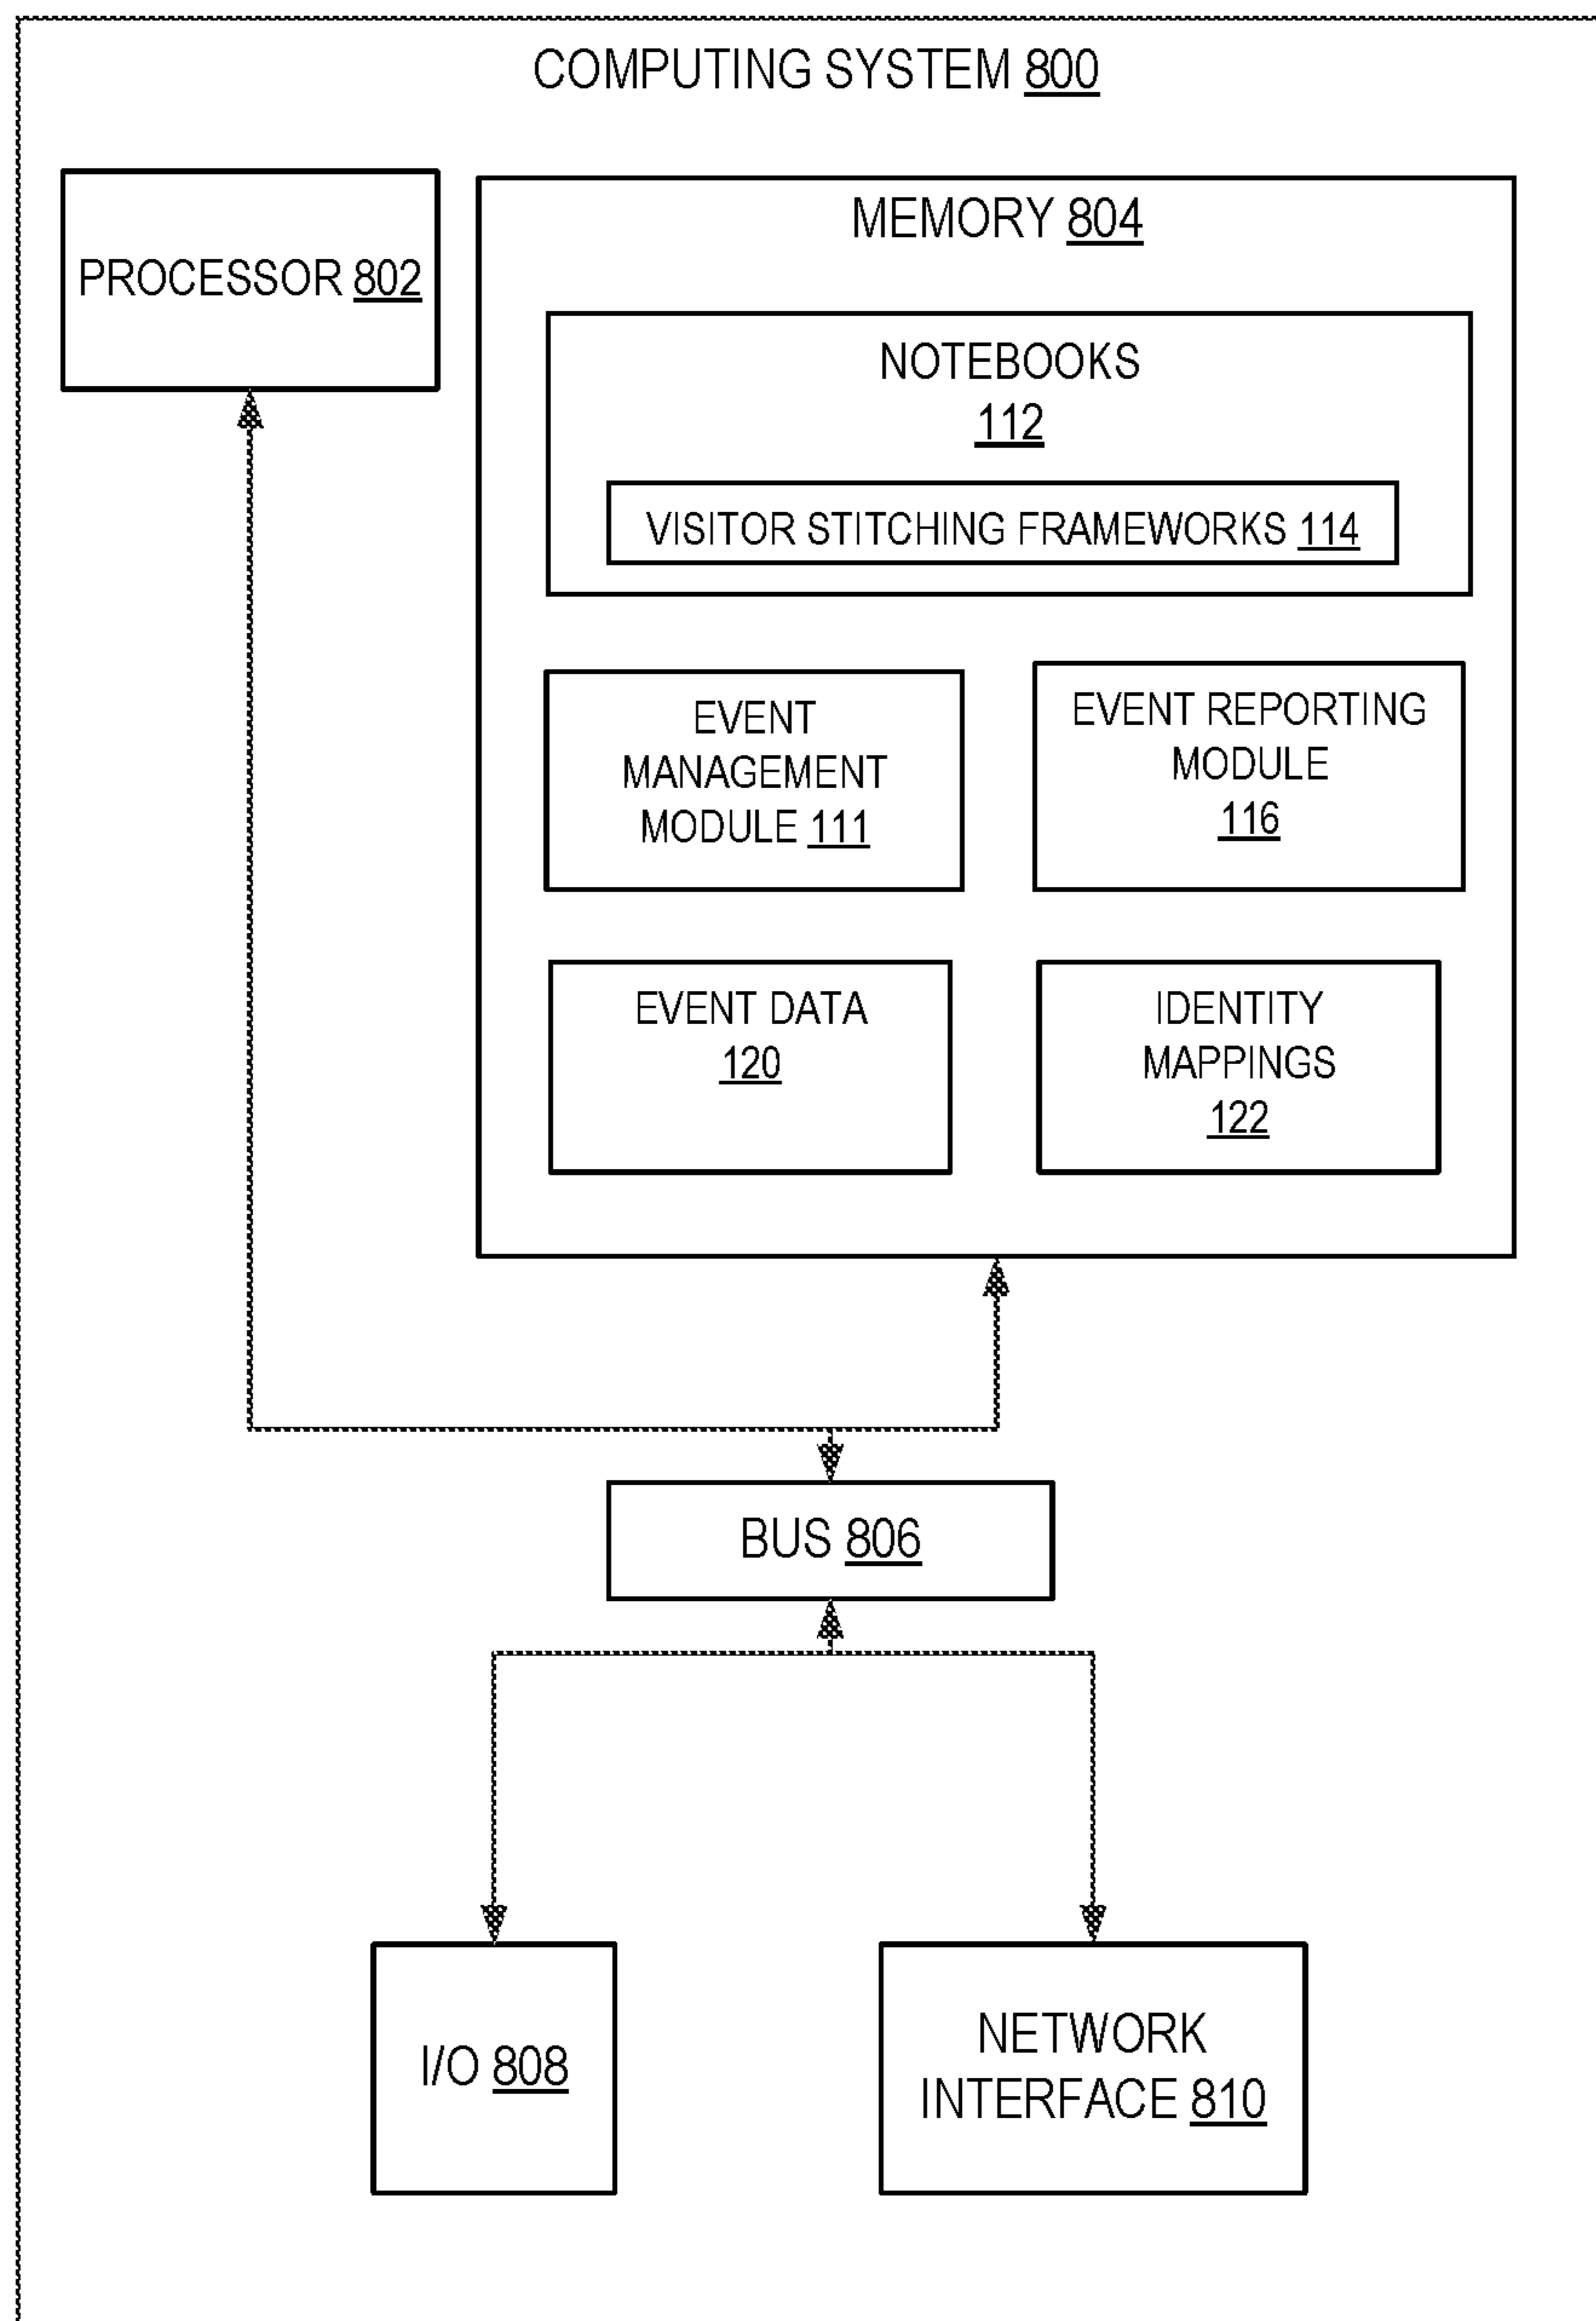 COMPUTING SYSTEM 800
PROCESSOR 802
MEMORY 804
NOTEBOOKS
112
VISITOR STITCHING FRAMEWORKS 114
EVENT
MANAGEMENT
MODULE 111
EVENT REPORTING
MODULE
116
EVENT DATA
120
IDENTITY
MAPPINGS
122
BUS 806
I/O 808
NETWORK
INTERFACE 810